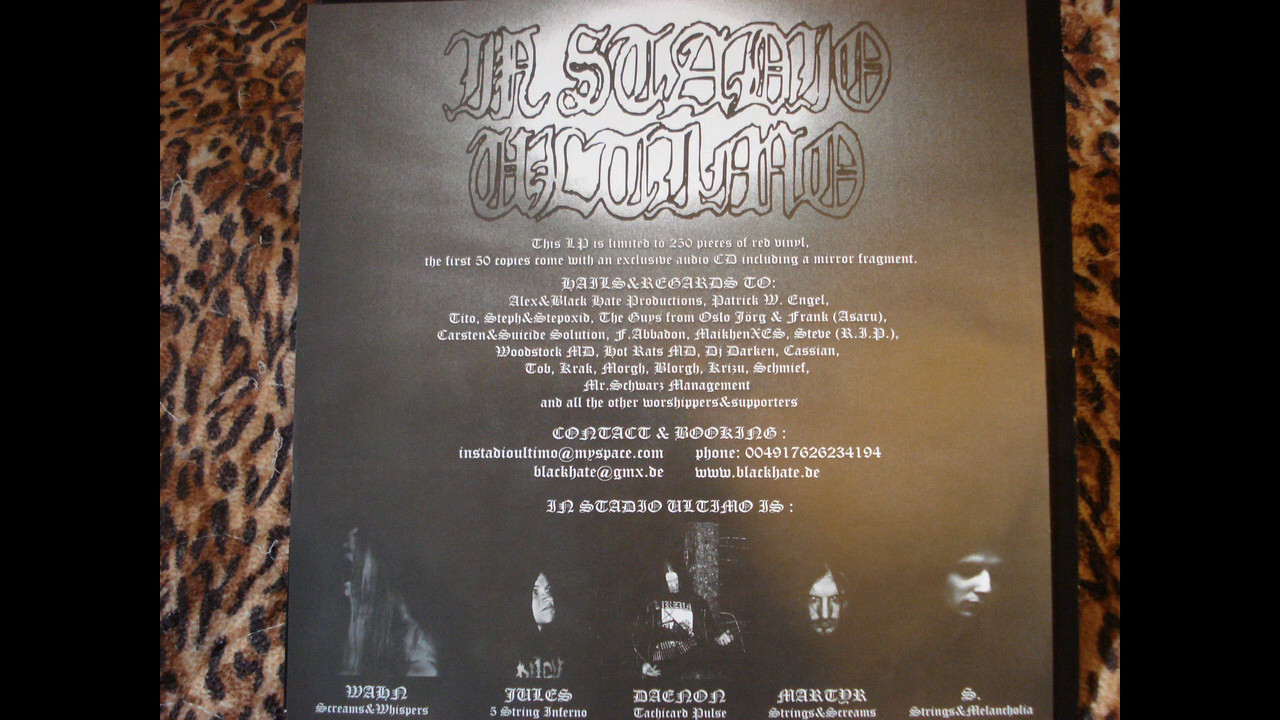 IN STADIO
ULTIMO
This LP is limited to 250 pieces of red vinyl,
the first 50 copies come with an exclusive audio CD including a mirror fragment.
HAILS&REGARDS TO:
Alex&Black Hate Productions, Patrick W. Engel,
Tito, Steph&Stepoxid, The Guys from Oslo Jörg & Frank (Asaru),
Carsten&Suicide Solution, F.Abbadon, MaikhenXES, Steve (R.I.P.),
Woodstock MD, Hot Rats MD, Dj Darken, Cassian,
Tob, Krak, Morgh, Blorgh, Krizu, Schmief,
Mr.Schwarz Management
and all the other worshippers&supporters
CONTACT & BOOKING :
instadioultimo@myspace.com phone: 004917626234194
blackhate@gmx.de www.blackhate.de
IN STADIO ULTIMO IS :
WAHN JULES DAENON MARTYR S.
Screams&Whispers 5 String Inferno Tachicard Pulse Strings&Screams Strings&Melancholia